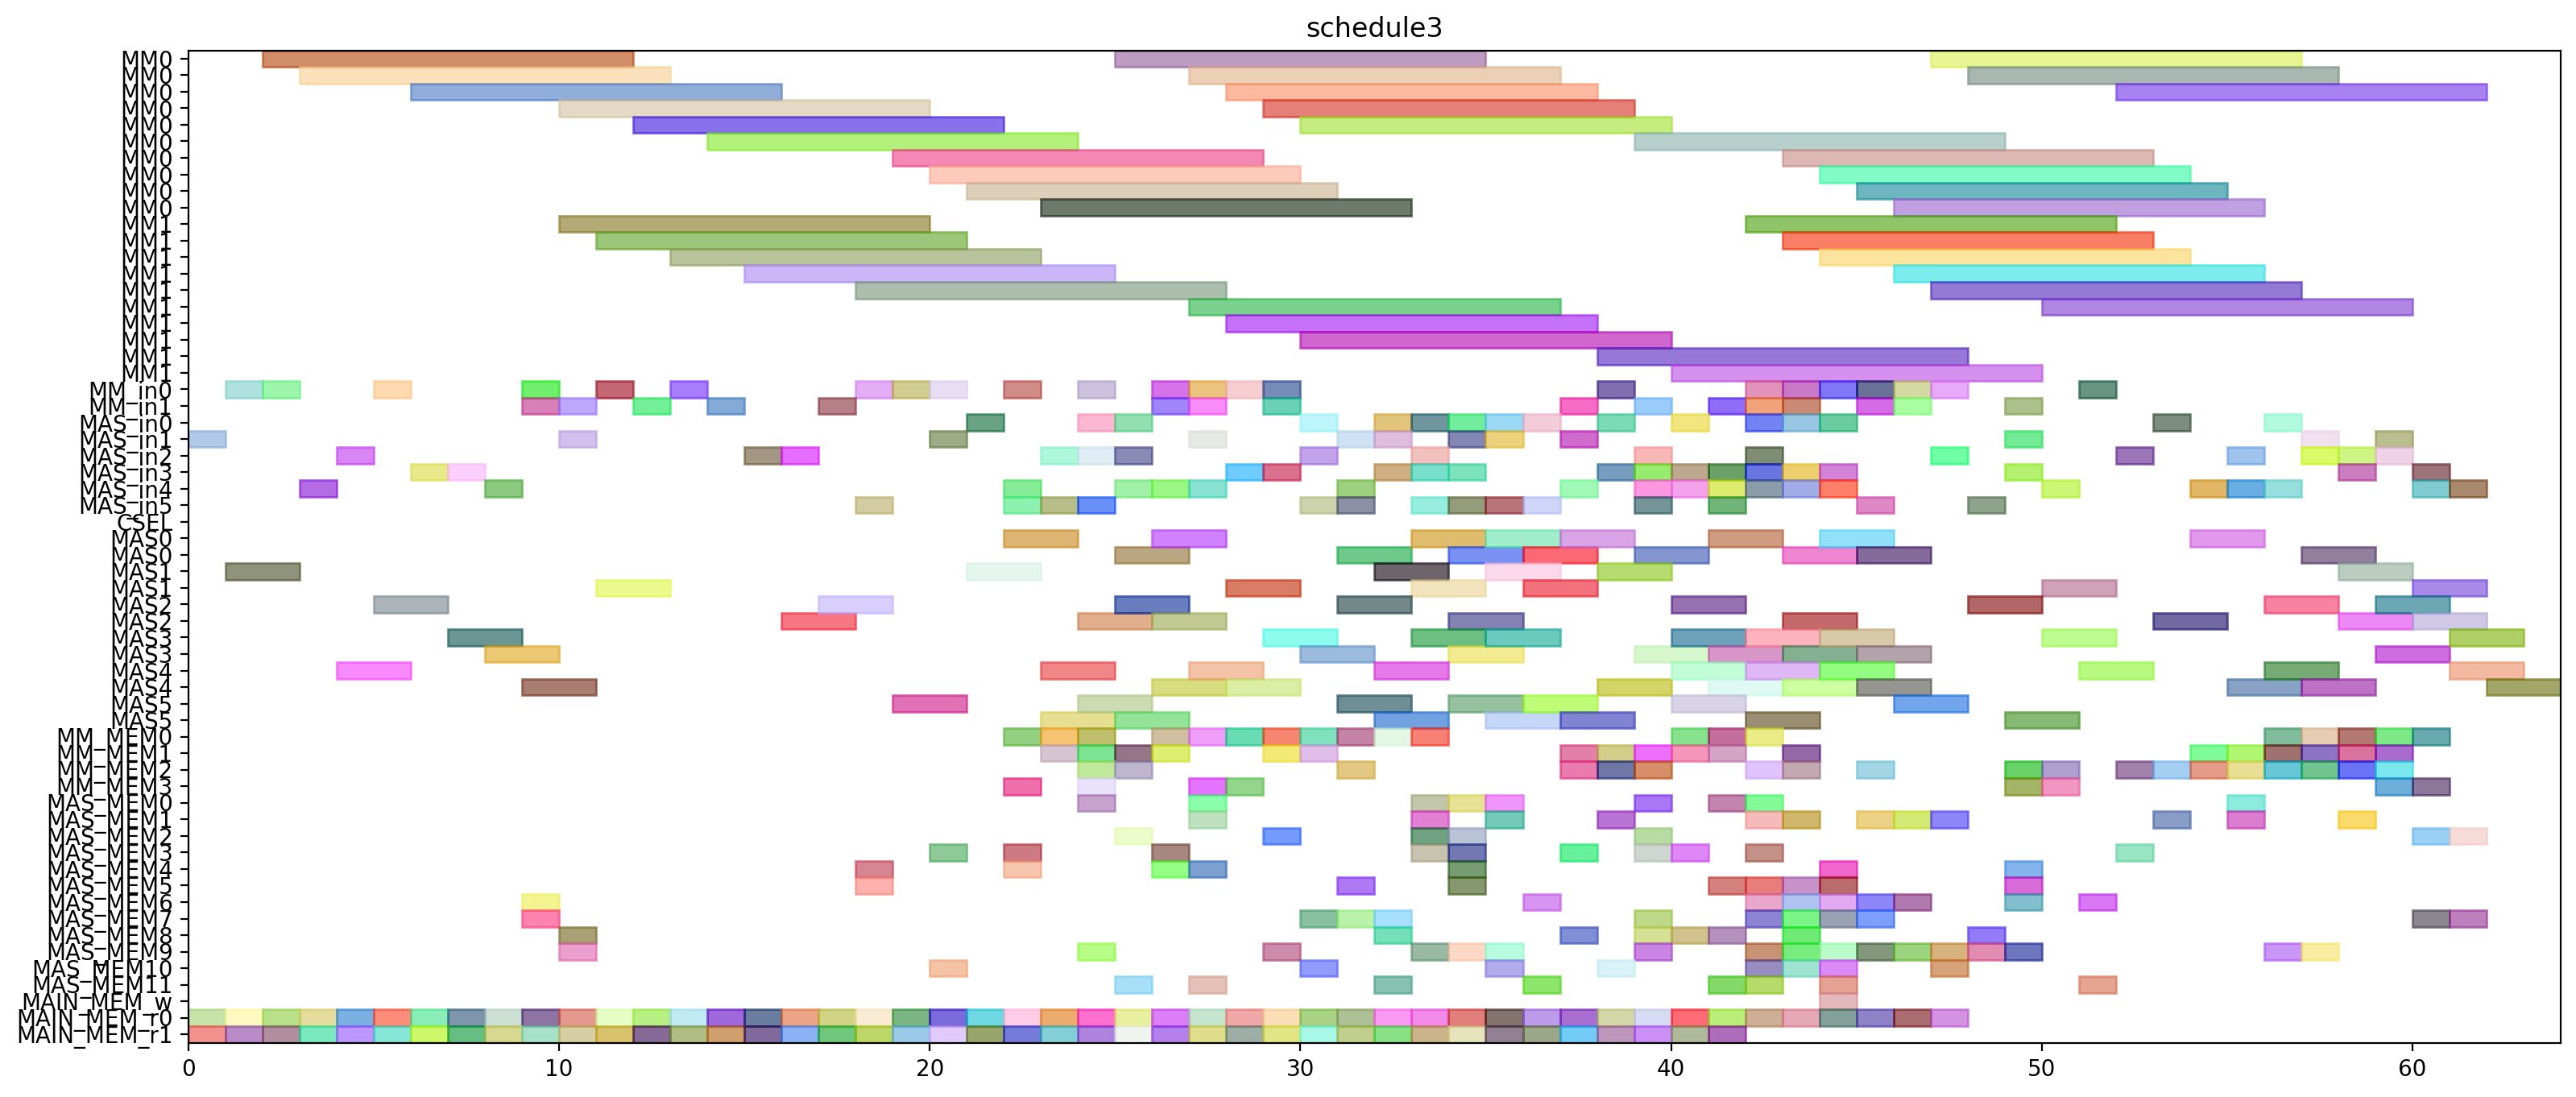 schedule3
MM0
MM0
MM0
MM0
MM0
MM0
MM0
MM0
MM0
MM0
MM1
MM1
MM1
MM1
MM1
MM1
MM1
MM1
MM1
MM1
MM_in0
MM_in1
MAS_in0
MAS_in1
MAS_in2
MAS_in3
MAS_in4
MAS_in5
CSEL
MAS0
MAS0
MAS1
MAS1
MAS2
MAS2
MAS3
MAS3
MAS4
MAS4
MAS5
MAS5
MM_MEM0
MM_MEM1
MM_MEM2
MM_MEM3
MAS_MEM0
MAS_MEM1
MAS_MEM2
MAS_MEM3
MAS_MEM4
MAS_MEM5
MAS_MEM6
MAS_MEM7
MAS_MEM8
MAS_MEM9
MAS_MEM10
MAS_MEM11
MAIN_MEM_w
MAIN_MEM_r0
MAIN_MEM_r1
0 10 20 30 40 50 60